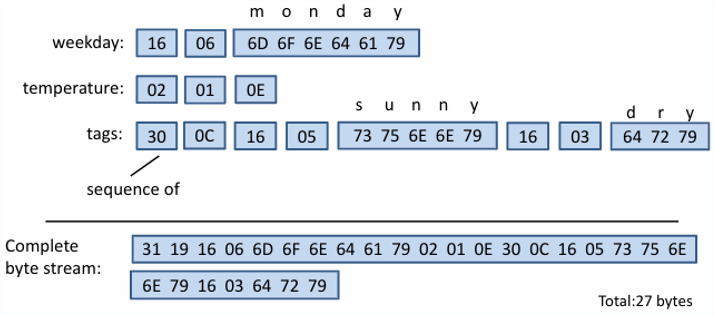 m o n d a y
weekday: 16 06 6D 6F 6E 64 61 79
temperature: 02 01 0E
s u n n y d r y
tags: 30 0C 16 05 73 75 6E 6E 79 16 03 64 72 79
sequence of
Complete 31 19 16 06 6D 6F 6E 64 61 79 02 01 0E 30 0C 16 05 73 75 6E
byte stream: 6E 79 16 03 64 72 79
Total:27 bytes